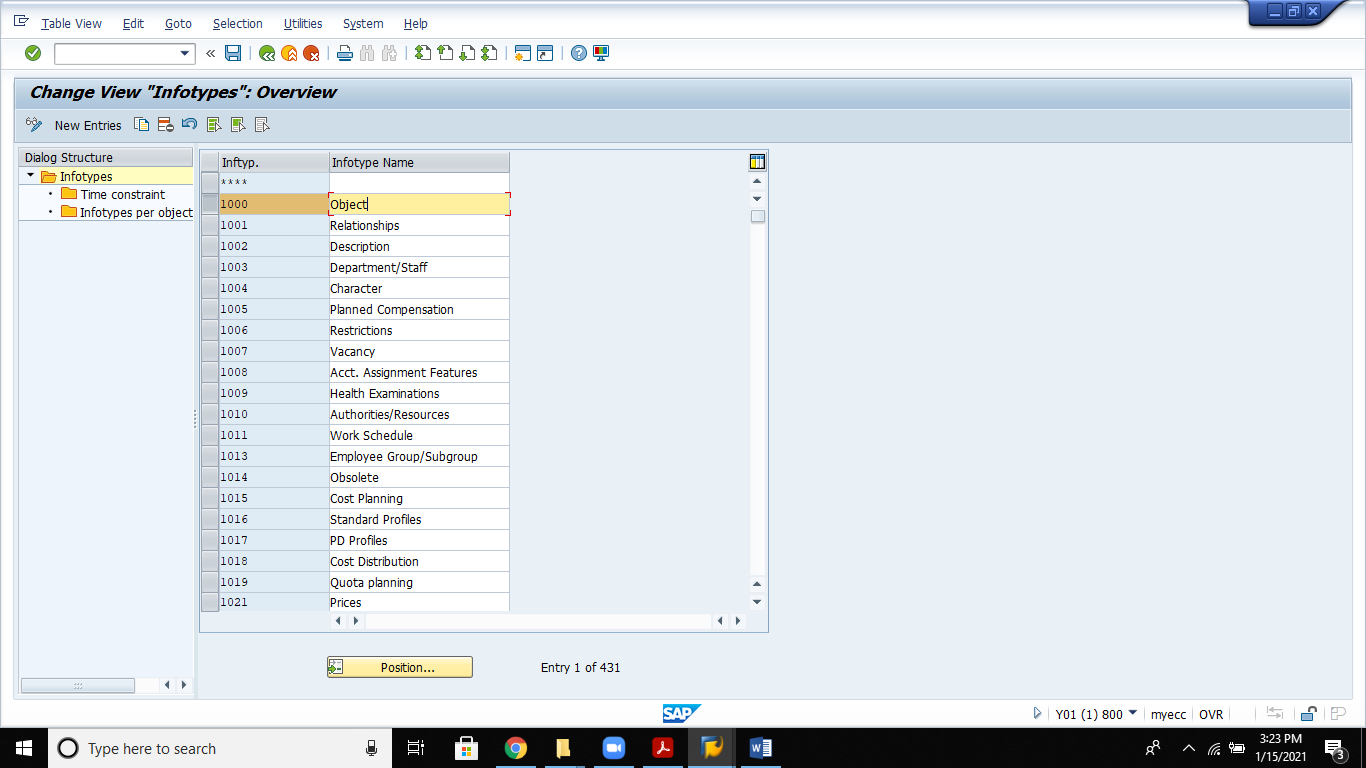 Table View Edit Goto Selection Utilities System Help
Change View "Infotypes": Overview
New Entries
Dialog Structure
Infotypes
Time constraint
Infotypes per object
Inftyp. Infotype Name
****
1000 Object
1001 Relationships
1002 Description
1003 Department/Staff
1004 Character
1005 Planned Compensation
1006 Restrictions
1007 Vacancy
1008 Acct. Assignment Features
1009 Health Examinations
1010 Authorities/Resources
1011 Work Schedule
1013 Employee Group/Subgroup
1014 Obsolete
1015 Cost Planning
1016 Standard Profiles
1017 PD Profiles
1018 Cost Distribution
1019 Quota planning
1021 Prices
Position... Entry 1 of 431
SAP Y01 (1) 800 myecc OVR
Type here to search
3:23 PM
1/15/2021
3